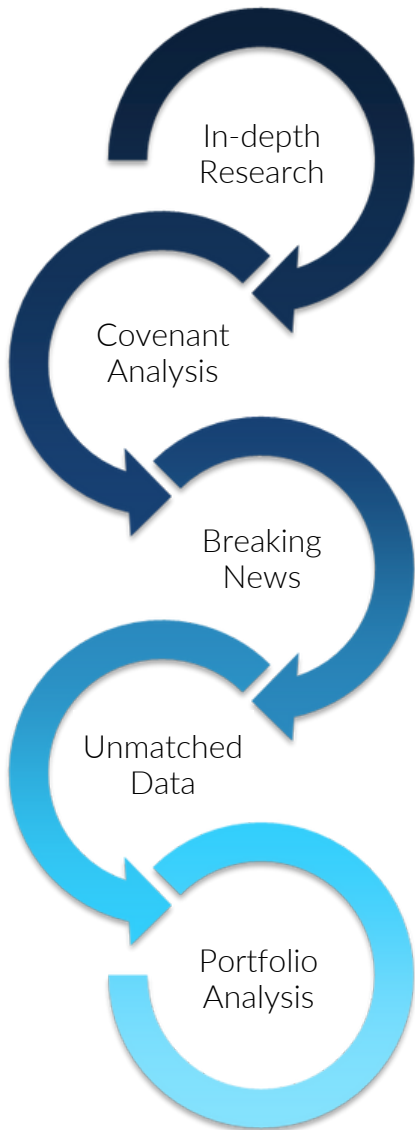 In-depth
Research
Covenant
Analysis
Breaking
News
Unmatched
Data
Portfolio
Analysis